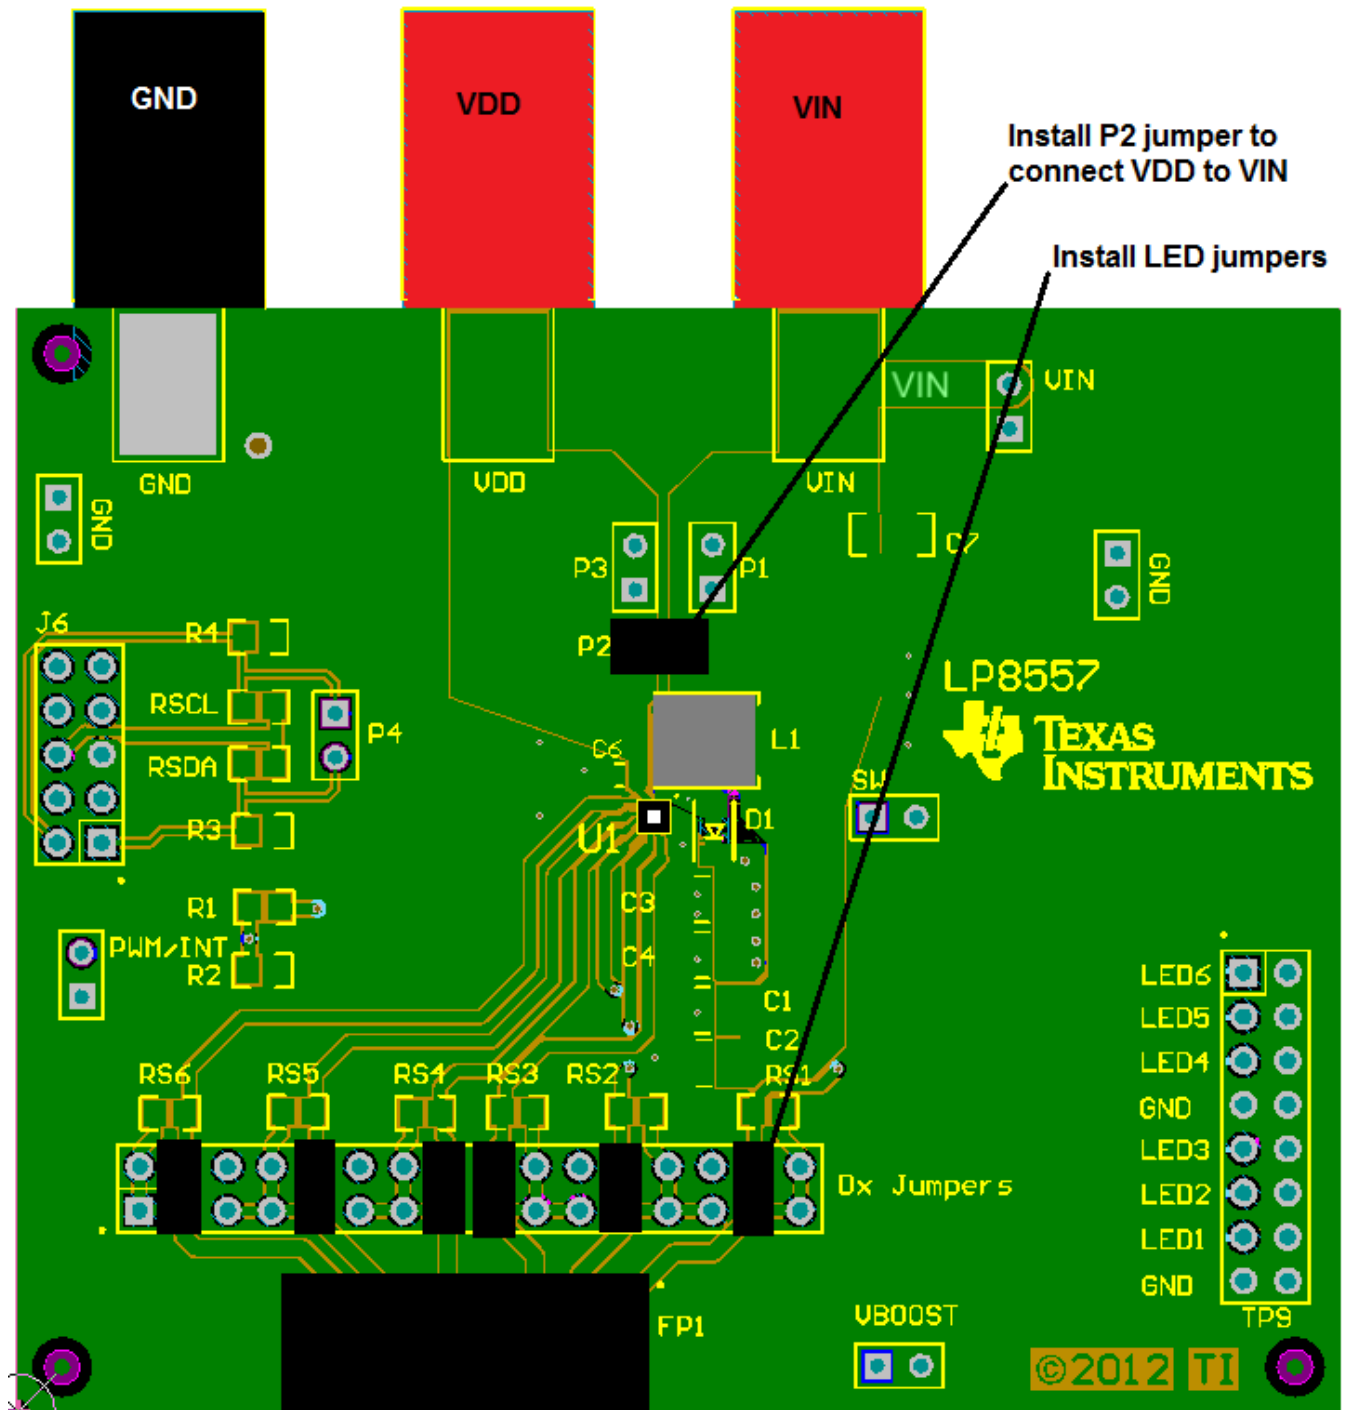 GND
VDD
VIN
Install P2 jumper to
connect VDD to VIN
Install LED jumpers
VIN
VIN
GND
VDD
VIN
GND
P3
P1
C7
GND
J6
R4
P2
LP8557
RSCL
P4
C6
L1
TEXAS
INSTRUMENTS
RSDA
SW
R3
U1
D1
R1
C3
PWM/INT
C4
R2
LED6
C1
LED5
C2
LED4
RS6
RS5
RS4
RS3
RS2
RS1
GND
LED3
Dx Jumpers
LED2
LED1
GND
FP1
VBOOST
TP9
©2012 TI